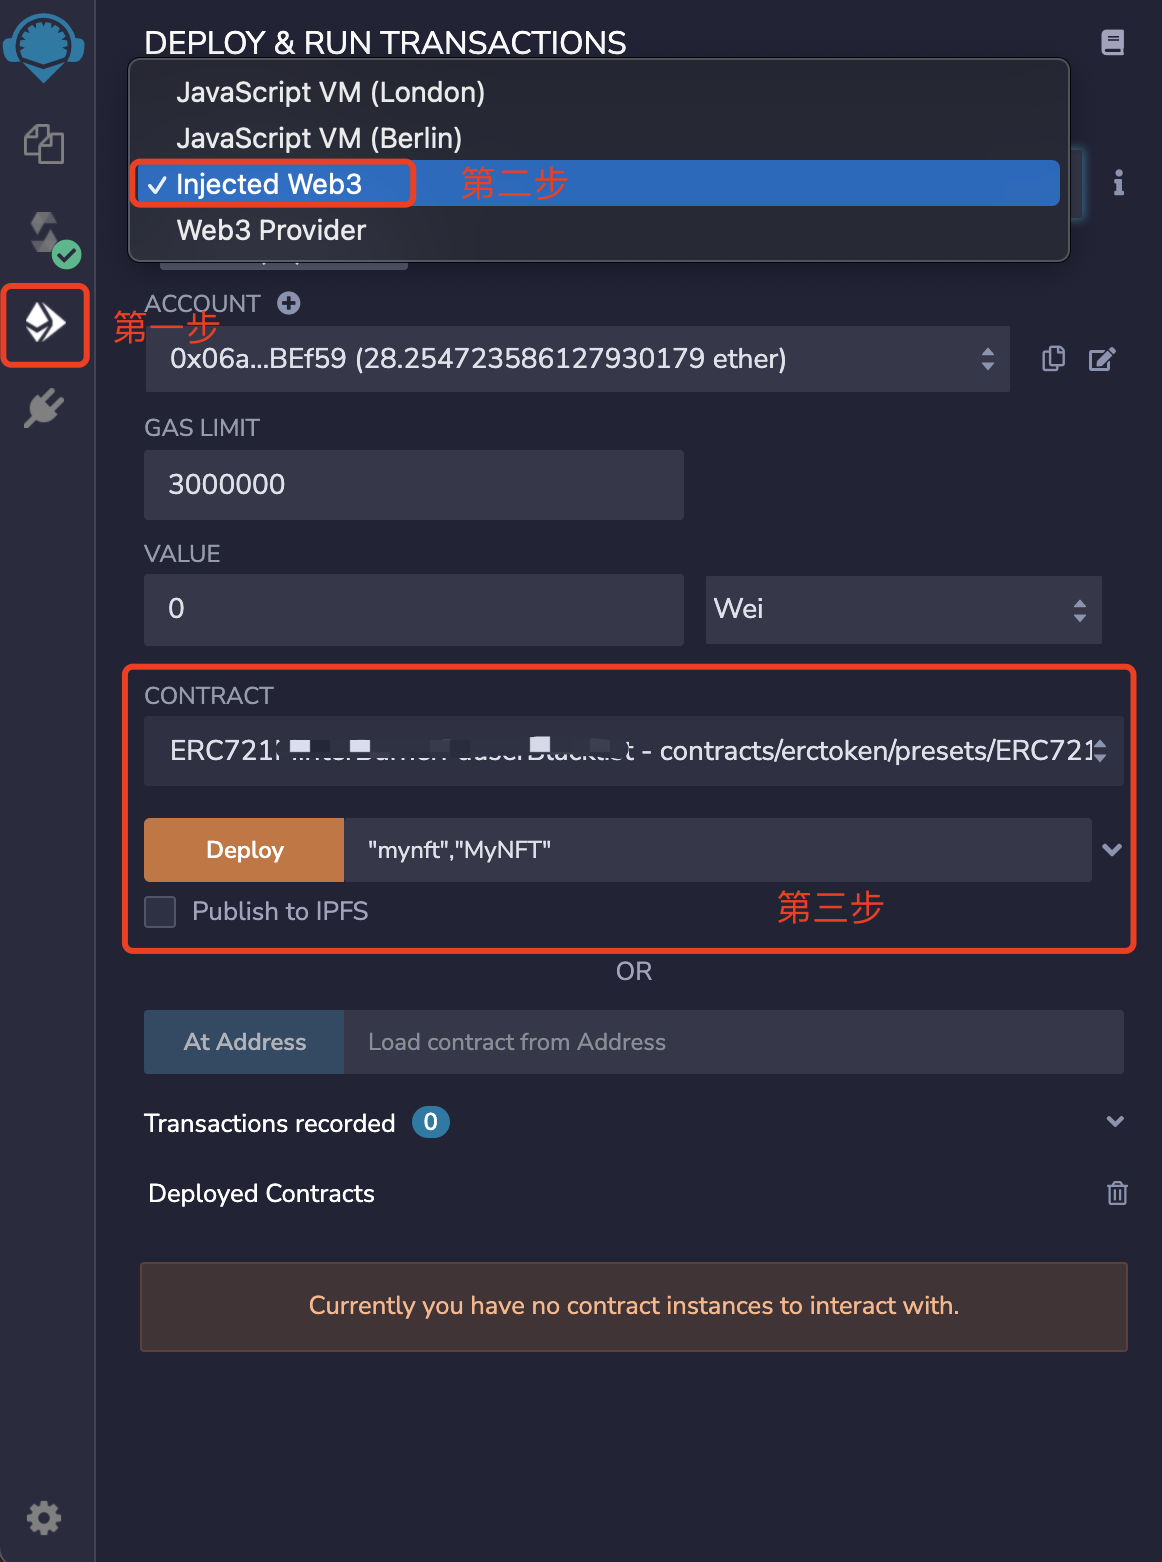 DEPLOY & RUN TRANSACTIONS
JavaScript VM (London)
JavaScript VM (Berlin)
Injected Web3
第二步
Web3 Provider
ACCOUNT
第一步
0x06a...BEf59 (28.254723586127930179 ether)
GAS LIMIT
3000000
VALUE
0
Wei
CONTRACT
ERC721 - contracts/erctoken/presets/ERC721
Deploy
"mynft","MyNFT"
Publish to IPFS
第三步
OR
At Address
Load contract from Address
Transactions recorded 0
Deployed Contracts
Currently you have no contract instances to interact with.